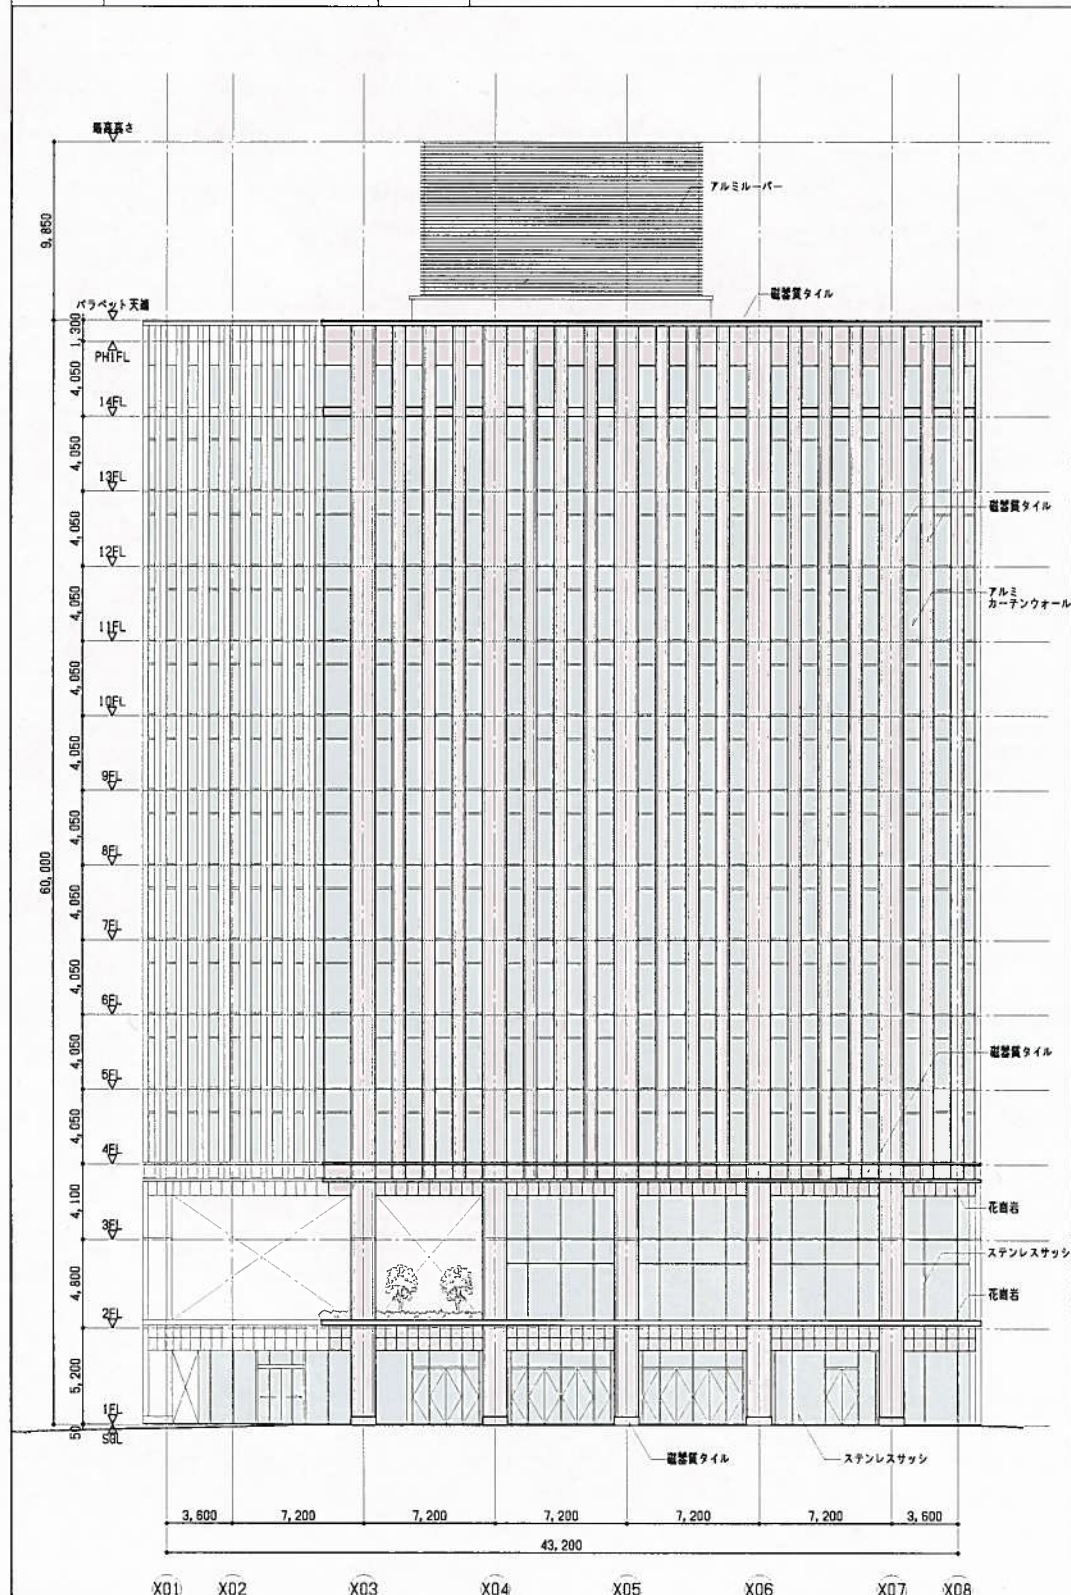 最高高さ
アルミルーバー
9,850
磁器質タイル
パラペット天端
1,300
PH1FL
4,050
14FL
4,050
13FL
磁器質タイル
4,050
12FL
アルミ
カーテンウォール
4,050
11FL
4,050
10FL
4,050
9FL
4,050
8FL
60,000
4,050
7FL
4,050
6FL
4,050
5FL
磁器質タイル
4,050
4FL
4,100
花崗岩
3FL
ステンレスサッシ
4,800
花崗岩
2FL
5,200
1FL
50
SGL
磁器質タイル
ステンレスサッシ
3,600 7,200 7,200 7,200 7,200 7,200 3,600
43,200
X01 X02 X03 X04 X05 X06 X07 X08